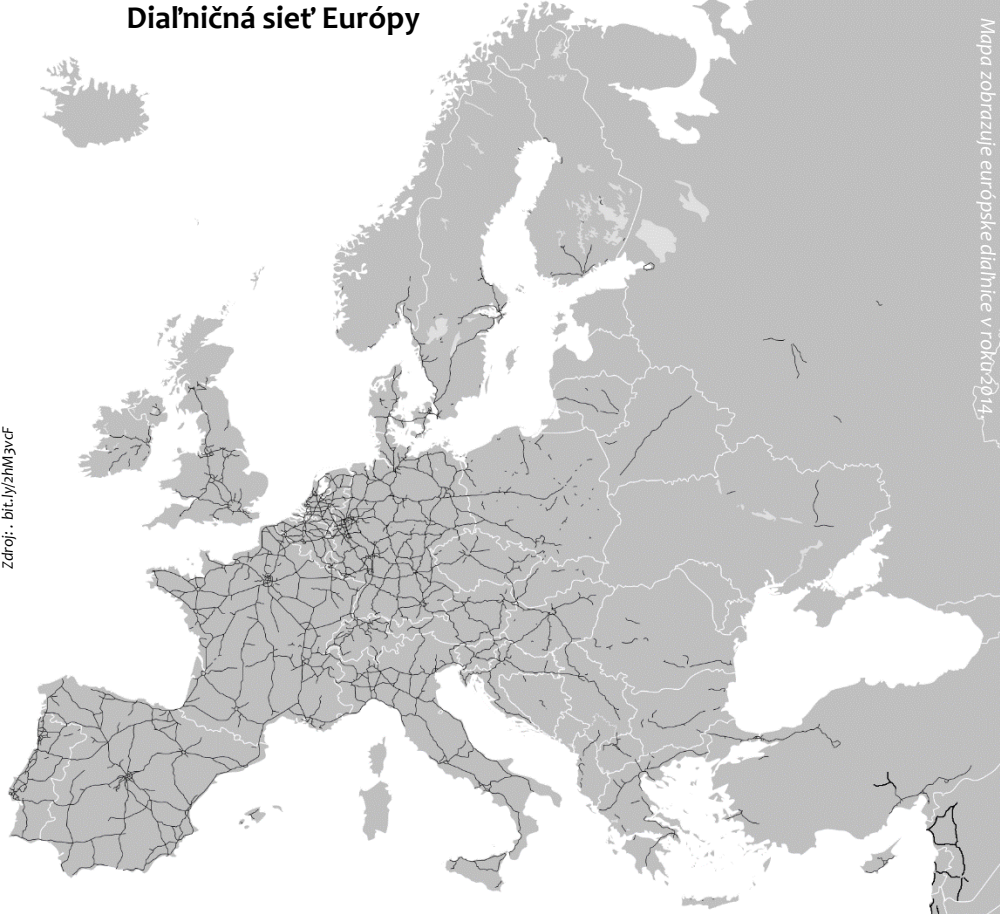 Diaľničná sieť Európy
Mapa zobrazuje európske diaľnice v roku 2014.
Zdroj:. bit.ly/2hM3vcF